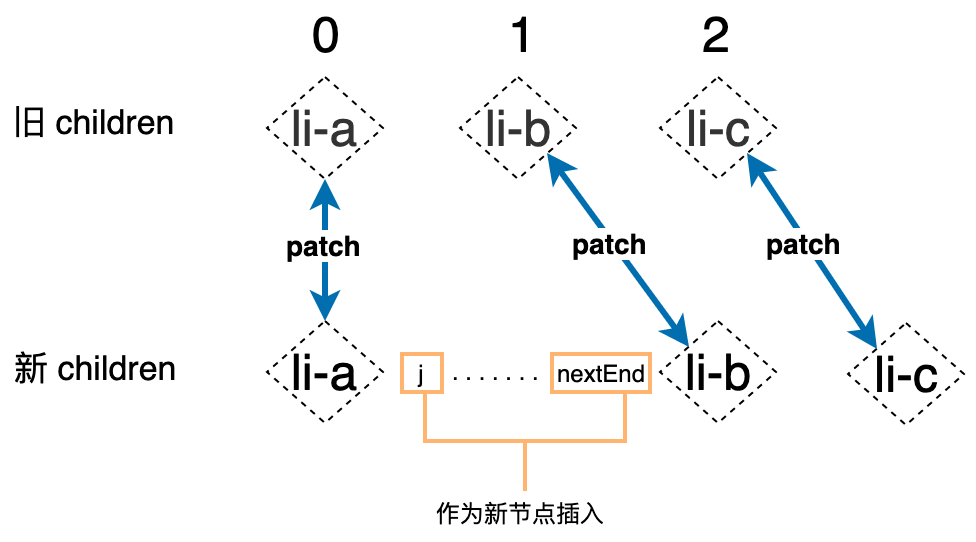 0 1 2
旧 children li-a li-b li-c
patch patch patch
新 children li-a j ....... nextEnd li-b li-c
作为新节点插入